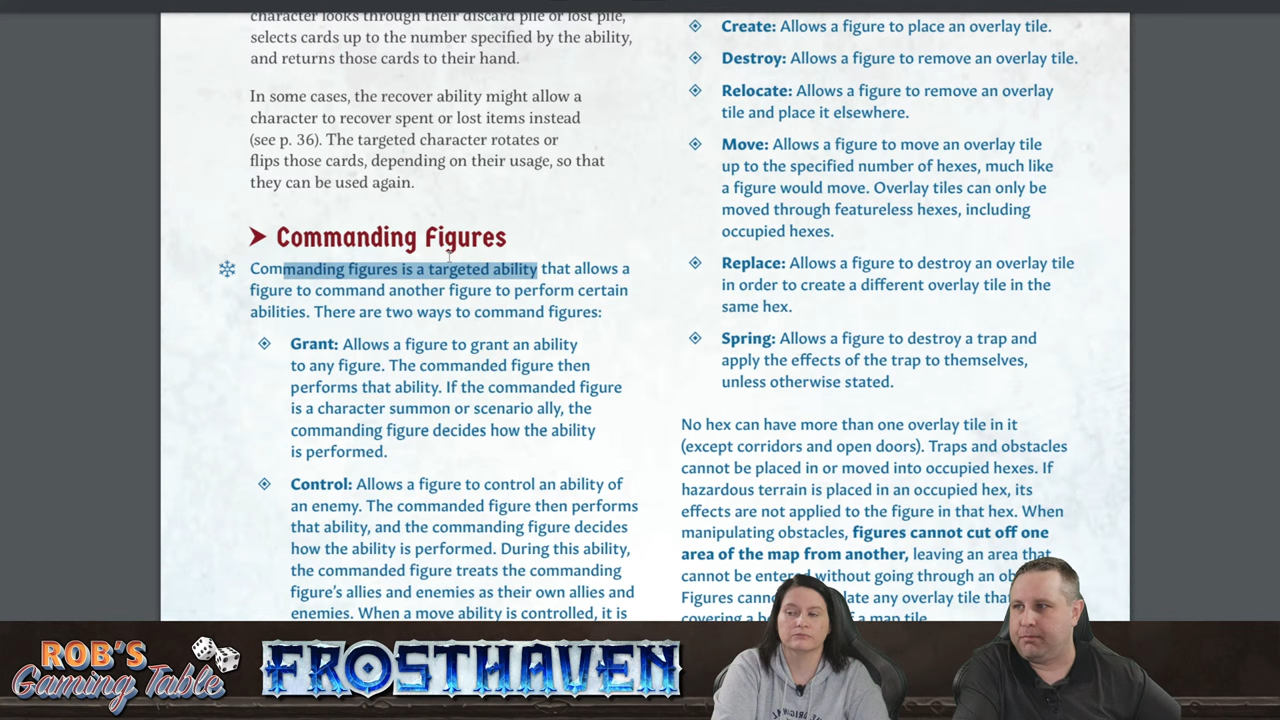 character looks through their discard pile or lost pile,
selects cards up to the number specified by the ability,
and returns those cards to their hand.
In some cases, the recover ability might allow a
character to recover spent or lost items instead
(see p. 36). The targeted character rotates or
flips those cards, depending on their usage, so that
they can be used again.
Commanding Figures
Commanding figures is a targeted ability that allows a
figure to command another figure to perform certain
abilities. There are two ways to command figures:
Grant: Allows a figure to grant an ability
to any figure. The commanded figure then
performs that ability. If the commanded figure
is a character summon or scenario ally, the
commanding figure decides how the ability
is performed.
Control: Allows a figure to control an ability of
an enemy. The commanded figure then performs
that ability, and the commanding figure decides
how the ability is performed. During this ability,
the commanded figure treats the commanding
figure's allies and enemies as their own allies and
enemies. When a move ability is controlled, it is
Create: Allows a figure to place an overlay tile.
Destroy: Allows a figure to remove an overlay tile.
Relocate: Allows a figure to remove an overlay
tile and place it elsewhere.
Move: Allows a figure to move an overlay tile
up to the specified number of hexes, much like
a figure would move. Overlay tiles can only be
moved through featureless hexes, including
occupied hexes.
Replace: Allows a figure to destroy an overlay tile
in order to create a different overlay tile in the
same hex.
Spring: Allows a figure to destroy a trap and
apply the effects of the trap to themselves,
unless otherwise stated.
No hex can have more than one overlay tile in it
(except corridors and open doors). Traps and obstacles
cannot be placed in or moved into occupied hexes. If
hazardous terrain is placed in an occupied hex, its
effects are not applied to the figure in that hex. When
manipulating obstacles, figures cannot cut off one
area of the map from another, leaving an area that
cannot be entered without going through an
Figures any overlay tile
covering a of a map tile.
ROB'S
Gaming Table
FROSTHAVEN